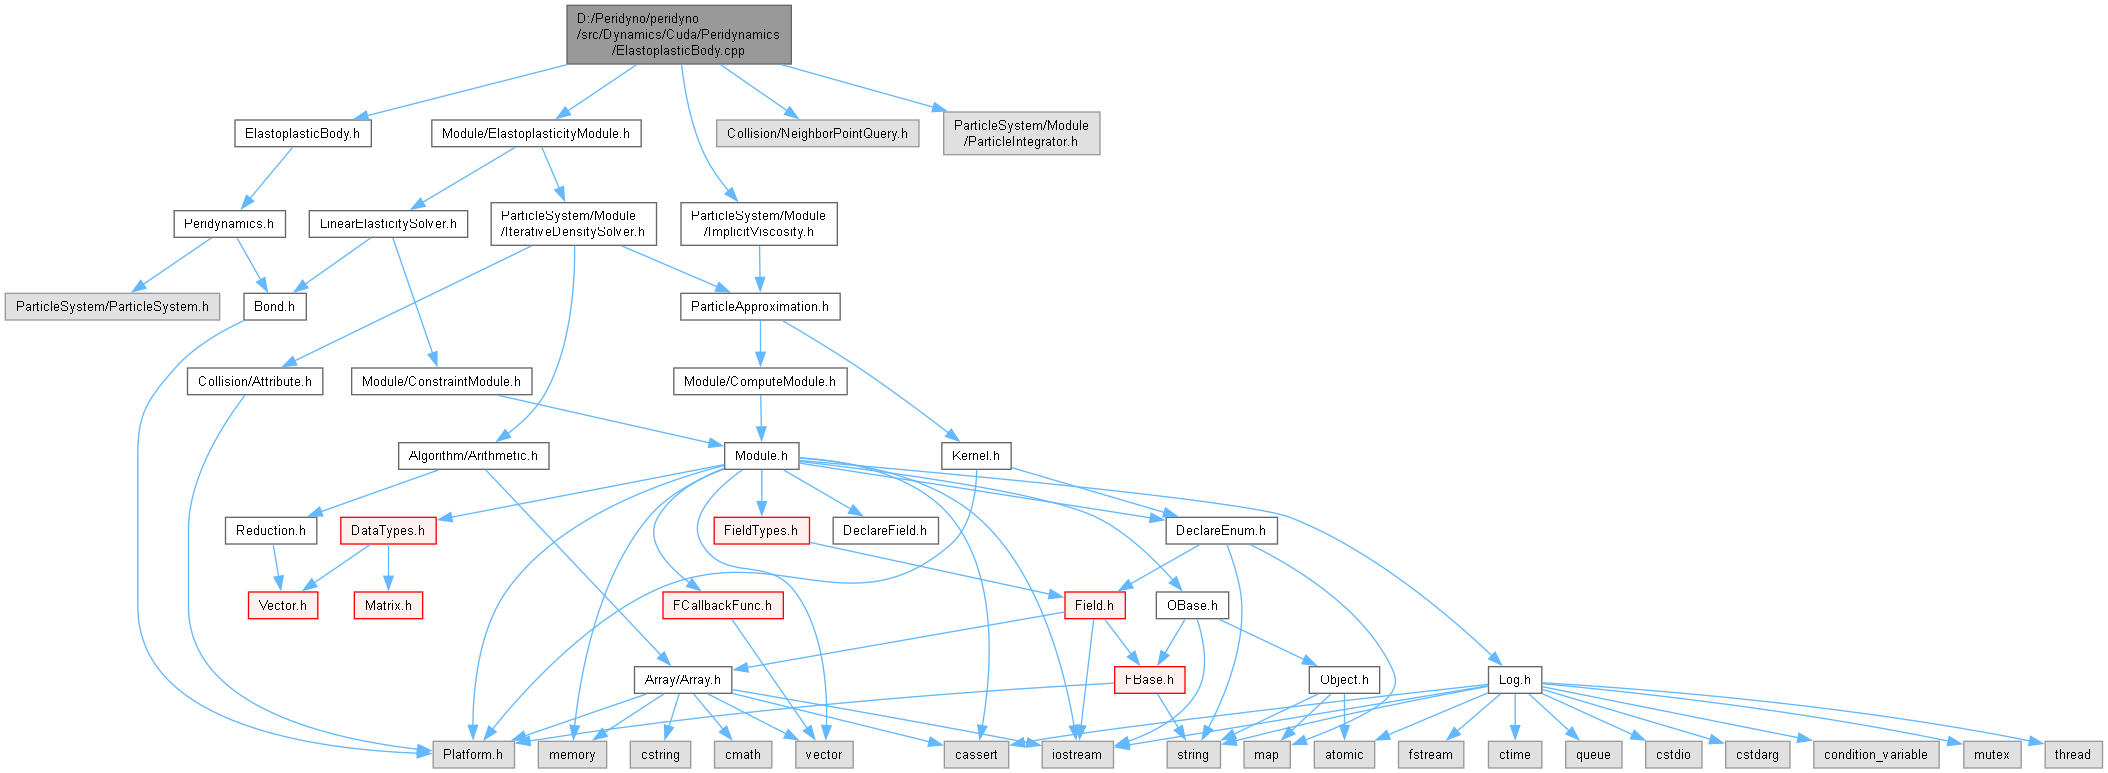 D:/Peridyno/peridyno
/src/Dynamics/Cuda/Peridynamics
/ElastoplasticBody.cpp
ElastoplasticBody.h
Module/ElastoplasticityModule.h
Collision/NeighborPointQuery.h
ParticleSystem/Module
/ParticleIntegrator.h
Peridynamics.h
LinearElasticitySolver.h
ParticleSystem/Module
/IterativeDensitySolver.h
ParticleSystem/Module
/ImplicitViscosity.h
ParticleSystem/ParticleSystem.h
Bond.h
ParticleApproximation.h
Collision/Attribute.h
Module/ConstraintModule.h
Module/ComputeModule.h
Algorithm/Arithmetic.h
Module.h
Kernel.h
Reduction.h
DataTypes.h
FieldTypes.h
DeclareField.h
DeclareEnum.h
Vector.h
Matrix.h
FCallbackFunc.h
Field.h
OBase.h
Array/Array.h
FBase.h
Object.h
Log.h
Platform.h
memory
cstring
cmath
vector
cassert
iostream
string
map
atomic
fstream
ctime
queue
cstdio
cstdarg
condition_variable
mutex
thread